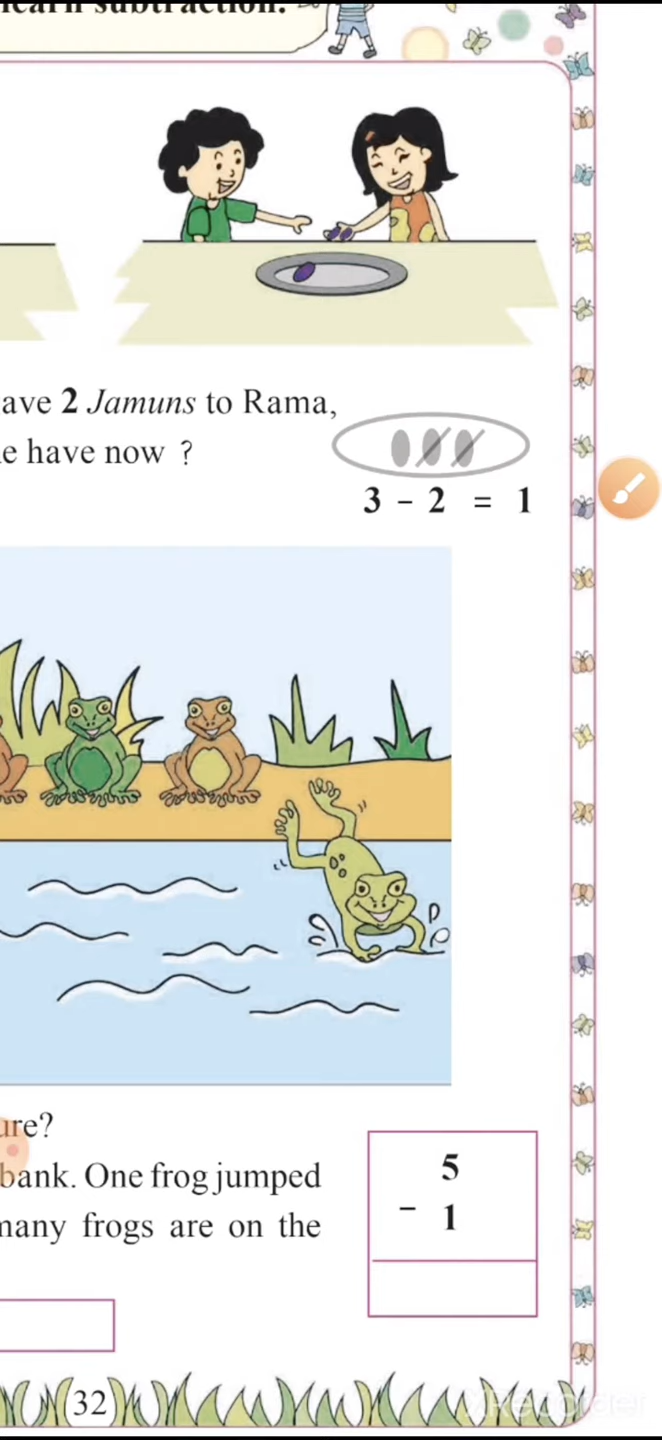 learn subtraction.
ave 2 Jamuns to Rama,
e have now ?
3 - 2 = 1
ure?
bank. One frog jumped
many frogs are on the
5
- 1
32